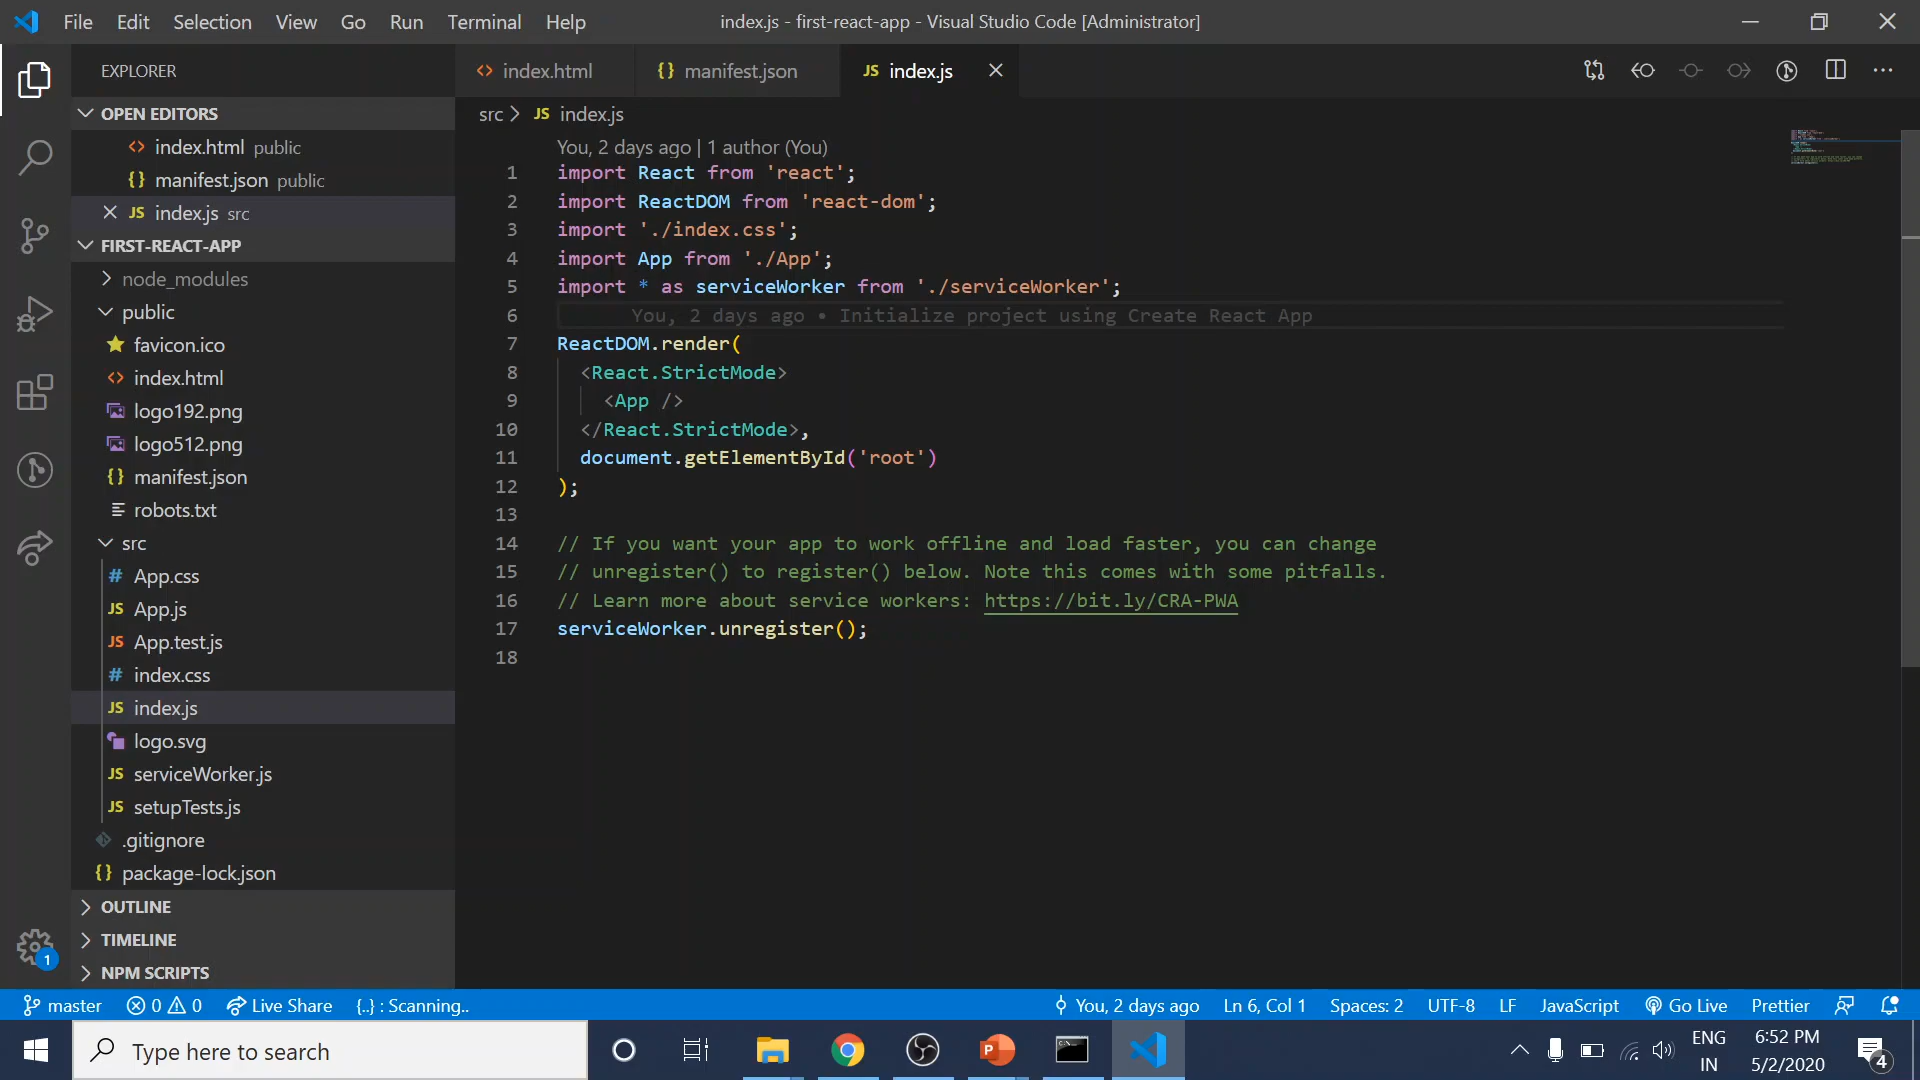 File Edit Selection View Go Run Terminal Help
index.js - first-react-app - Visual Studio Code [Administrator]
EXPLORER
OPEN EDITORS
index.html public
manifest.json public
index.js src
FIRST-REACT-APP
node_modules
public
favicon.ico
index.html
logo192.png
logo512.png
manifest.json
robots.txt
src
App.css
App.js
App.test.js
index.css
index.js
logo.svg
serviceWorker.js
setupTests.js
.gitignore
package-lock.json
OUTLINE
TIMELINE
NPM SCRIPTS
index.html
manifest.json
JS index.js
src > JS index.js
You, 2 days ago | 1 author (You)
1 import React from 'react';
2 import ReactDOM from 'react-dom';
3 import './index.css';
4 import App from './App';
5 import * as serviceWorker from './serviceWorker';
6 You, 2 days ago • Initialize project using Create React App
7 ReactDOM.render(
8 <React.StrictMode>
9 <App />
10 </React.StrictMode>,
11 document.getElementById('root')
12 );
13
14 // If you want your app to work offline and load faster, you can change
15 // unregister() to register() below. Note this comes with some pitfalls.
16 // Learn more about service workers: https://bit.ly/CRA-PWA
17 serviceWorker.unregister();
18
1
master 0 0 Live Share {..} : Scanning.. You, 2 days ago Ln 6, Col 1 Spaces: 2 UTF-8 LF JavaScript Go Live Prettier
Type here to search
ENG
IN
6:52 PM
5/2/2020
4